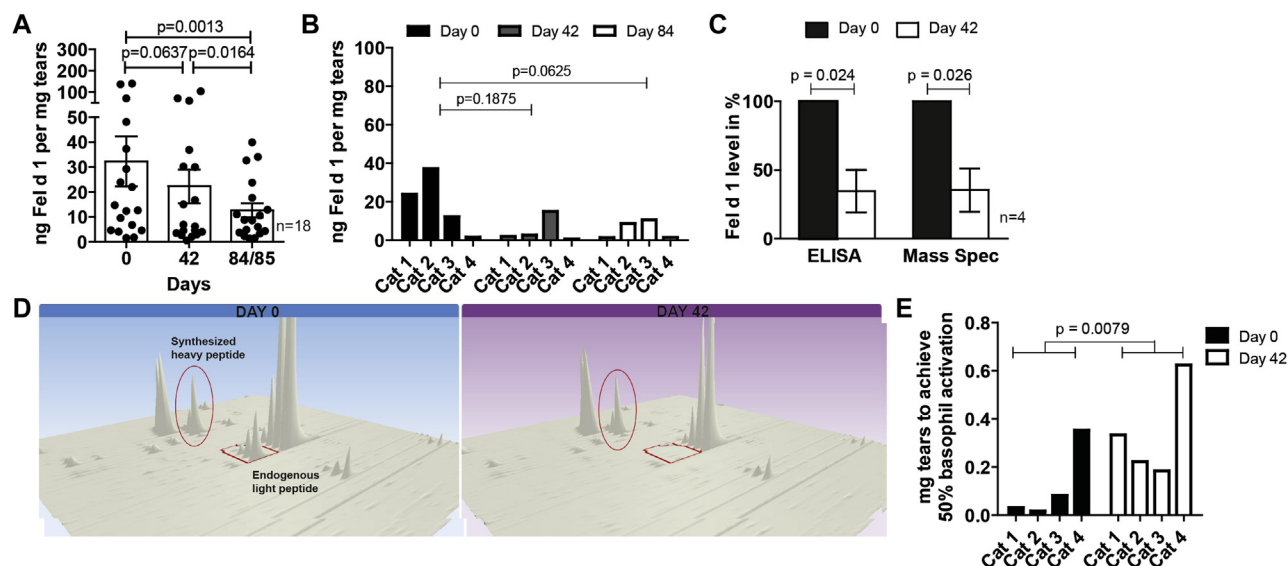 A
p=0.0013
p=0.0637
p=0.0164
ng Fel d 1 per mg tears
300
200
100
50
40
30
20
10
0
0
42
84/85
Days
n=18
B
Day 0
Day 42
Day 84
ng Fel d 1 per mg tears
100
80
60
40
20
0
p=0.0625
p=0.1875
Cat 1
Cat 2
Cat 3
Cat 4
Cat 1
Cat 2
Cat 3
Cat 4
Cat 1
Cat 2
Cat 3
Cat 4
C
Day 0
Day 42
p = 0.024
p = 0.026
Fel d 1 level in %
100
50
0
ELISA
Mass Spec
n=4
D
DAY 0
Synthesized
heavy peptide
Endogenous
light peptide
DAY 42
E
p = 0.0079
Day 0
Day 42
mg tears to achieve
50% basophil activation
0.8
0.6
0.4
0.2
0.0
Cat 1
Cat 2
Cat 3
Cat 4
Cat 1
Cat 2
Cat 3
Cat 4